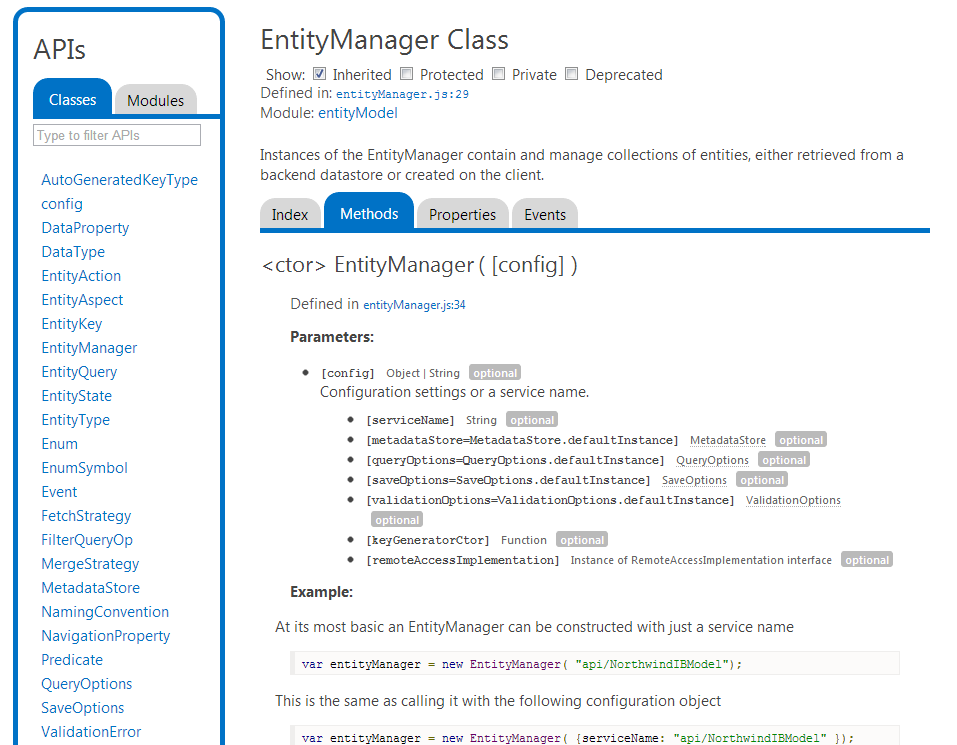 APIs
Classes
Modules
Type to filter APIs
AutoGeneratedKeyType
config
DataProperty
DataType
EntityAction
EntityAspect
EntityKey
EntityManager
EntityQuery
EntityState
EntityType
Enum
EnumSymbol
Event
FetchStrategy
FilterQueryOp
MergeStrategy
MetadataStore
NamingConvention
NavigationProperty
Predicate
QueryOptions
SaveOptions
ValidationError
EntityManager Class
Show: Inherited Protected Private Deprecated
Defined in: entityManager.js:29
Module: entityModel
Instances of the EntityManager contain and manage collections of entities, either retrieved from a
backend datastore or created on the client.
Index Methods Properties Events
<ctor> EntityManager ( [config] )
Defined in entityManager.js:34
Parameters:
• [config] Object | String optional
Configuration settings or a service name.
• [serviceName] String optional
• [metadataStore=MetadataStore.defaultInstance] MetadataStore optional
• [queryOptions=QueryOptions.defaultInstance] QueryOptions optional
• [saveOptions=SaveOptions.defaultInstance] SaveOptions optional
• [validationOptions=ValidationOptions.defaultInstance] ValidationOptions
optional
• [keyGeneratorCtor] Function optional
• [remoteAccessImplementation] Instance of RemoteAccessImplementation interface optional
Example:
At its most basic an EntityManager can be constructed with just a service name
var entityManager = new EntityManager( "api/NorthwindIBModel");
This is the same as calling it with the following configuration object
var entityManager = new EntityManager( {serviceName: "api/NorthwindIBModel" });